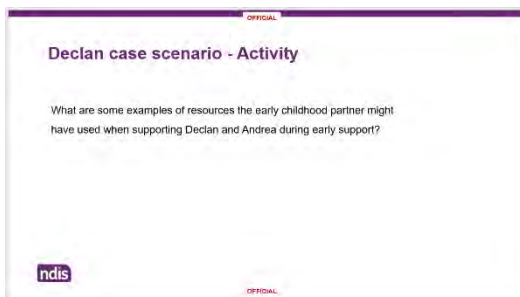 OFFICIAL
Declan case scenario - Activity
What are some examples of resources the early childhood partner might
have used when supporting Declan and Andrea during early support?
ndis
OFFICIAL